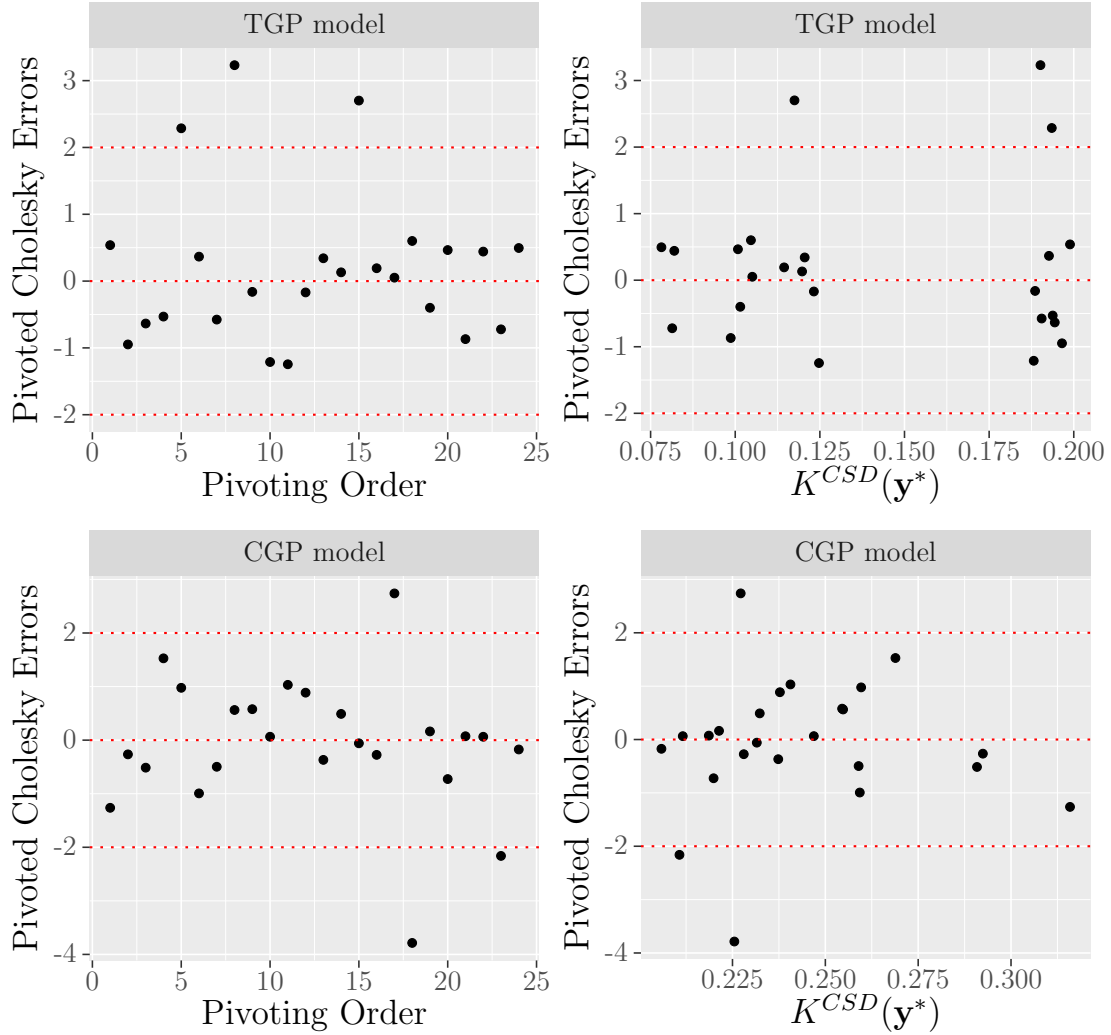 TGP model
Pivoted Cholesky Errors
3
2
1
0
-1
-2
0 5 10 15 20 25
Pivoting Order
TGP model
Pivoted Cholesky Errors
3
2
1
0
-1
-2
0.075 0.100 0.125 0.150 0.175 0.200
K^{CSD}(y*)
CGP model
Pivoted Cholesky Errors
2
0
-2
-4
0 5 10 15 20 25
Pivoting Order
CGP model
Pivoted Cholesky Errors
2
0
-2
-4
0.225 0.250 0.275 0.300
K^{CSD}(y*)